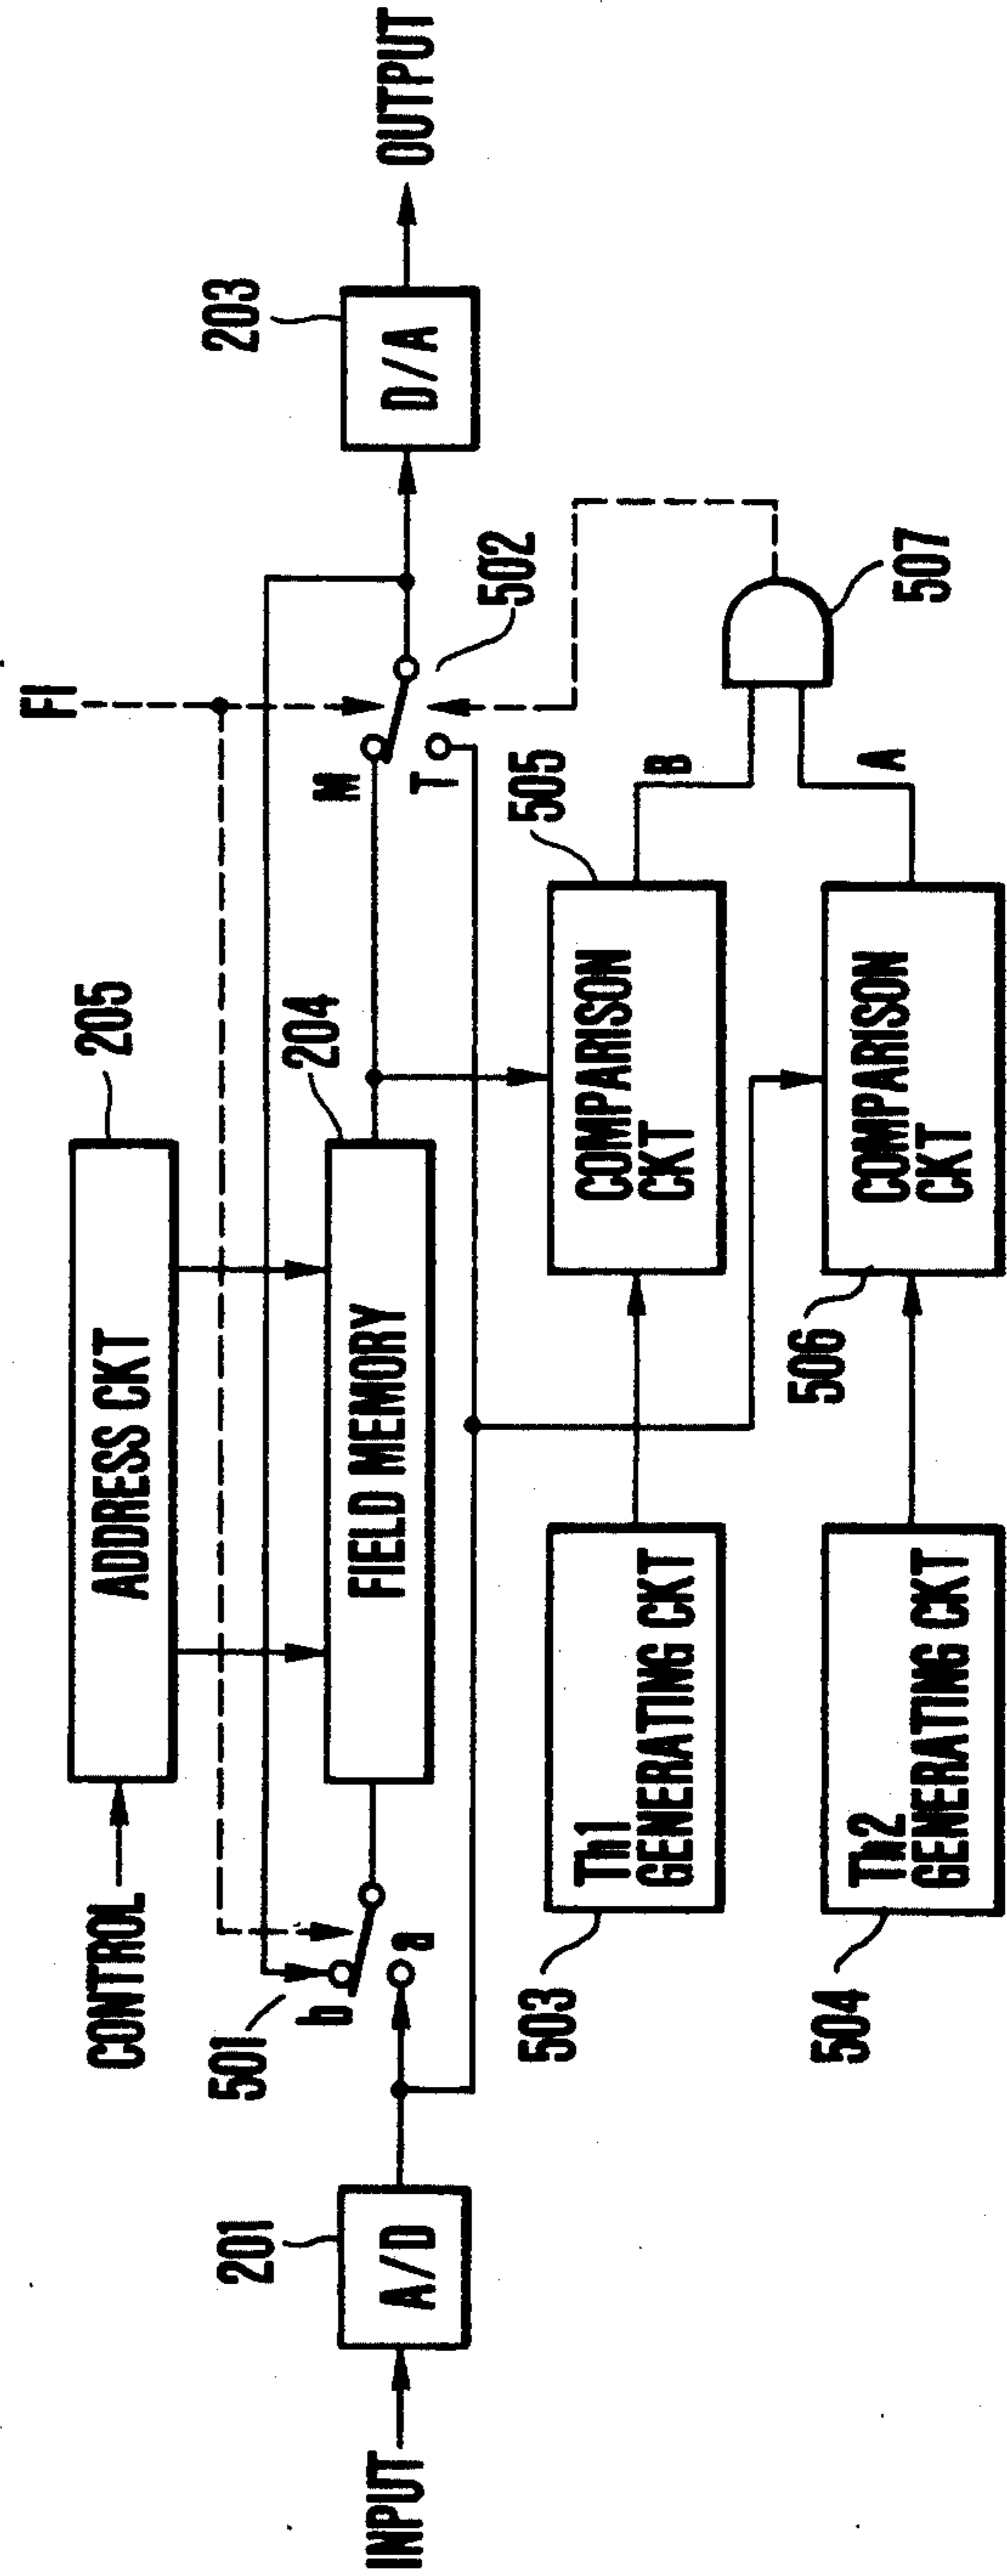 CONTROL
ADDRESS CKT
205
FI
501
b
a
FIELD MEMORY
204
M
T
502
203
D/A
OUTPUT
INPUT
201
A/D
503
Th1
GENERATING CKT
505
COMPARISON
CKT
B
504
Th2
GENERATING CKT
506
COMPARISON
CKT
A
507